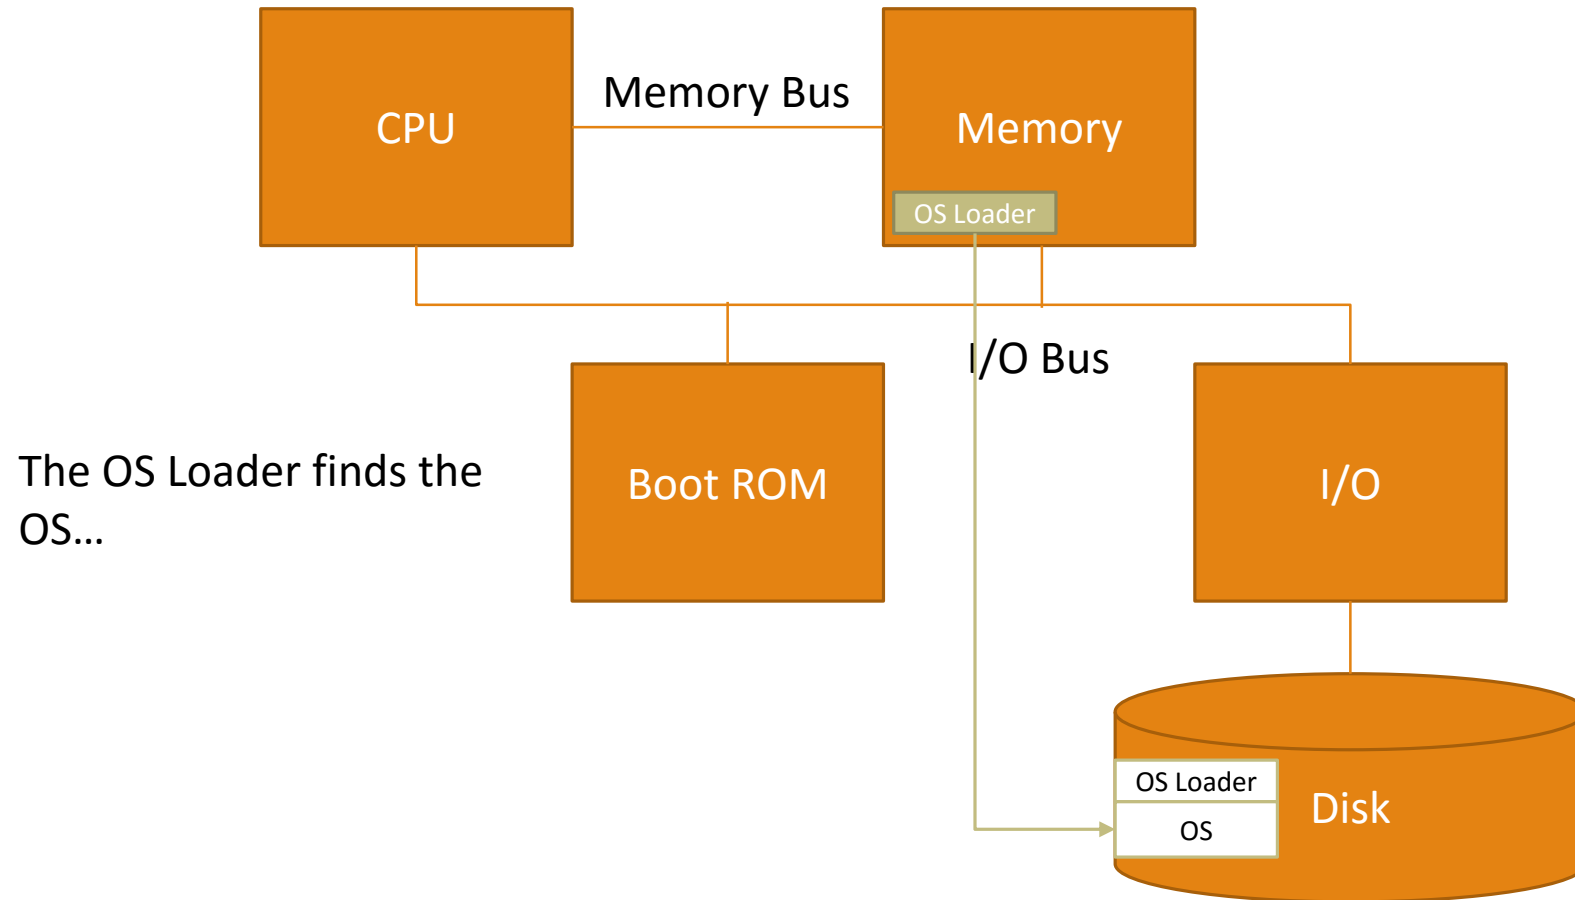 CPU
Memory Bus
Memory
OS Loader
I/O Bus
The OS Loader finds the
OS...
Boot ROM
I/O
OS Loader
OS
Disk